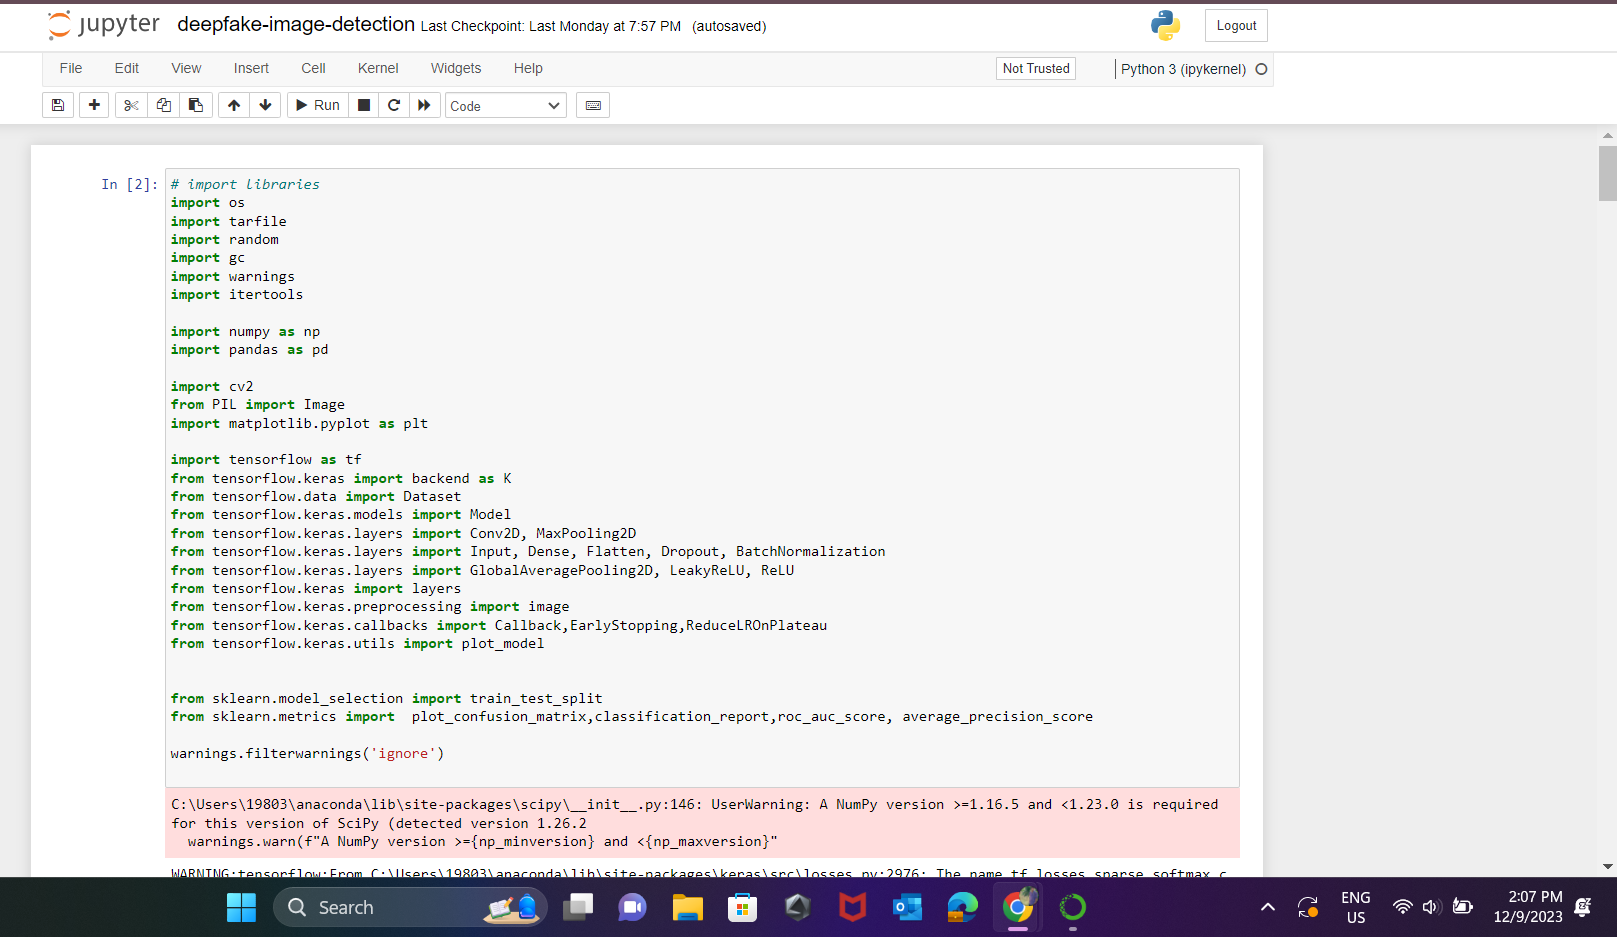 jupyter deepfake-image-detection Last Checkpoint: Last Monday at 7:57 PM (autosaved)
Logout
File Edit View Insert Cell Kernel Widgets Help
Not Trusted
Python 3 (ipykernel)
Run
Code
In [2]:
# import libraries
import os
import tarfile
import random
import gc
import warnings
import itertools
import numpy as np
import pandas as pd
import cv2
from PIL import Image
import matplotlib.pyplot as plt
import tensorflow as tf
from tensorflow.keras import backend as K
from tensorflow.data import Dataset
from tensorflow.keras.models import Model
from tensorflow.keras.layers import Conv2D, MaxPooling2D
from tensorflow.keras.layers import Input, Dense, Flatten, Dropout, BatchNormalization
from tensorflow.keras.layers import GlobalAveragePooling2D, LeakyReLU, ReLU
from tensorflow.keras import layers
from tensorflow.keras.preprocessing import image
from tensorflow.keras.callbacks import Callback,EarlyStopping,ReduceLROnPlateau
from tensorflow.keras.utils import plot_model
from sklearn.model_selection import train_test_split
from sklearn.metrics import  plot_confusion_matrix,classification_report,roc_auc_score, average_precision_score
warnings.filterwarnings('ignore')
C:\Users\19803\anaconda\lib\site-packages\scipy\__init__.py:146: UserWarning: A NumPy version >=1.16.5 and <1.23.0 is required
for this version of SciPy (detected version 1.26.2
  warnings.warn(f"A NumPy version >={np_minversion} and <{np_maxversion}"
WARNING:tensorflow:From C:\Users\19803\anaconda\lib\site-packages\keras\src\losses.py:2976: The name tf.losses.sparse_softmax_c
Search
ENG
US
2:07 PM
12/9/2023